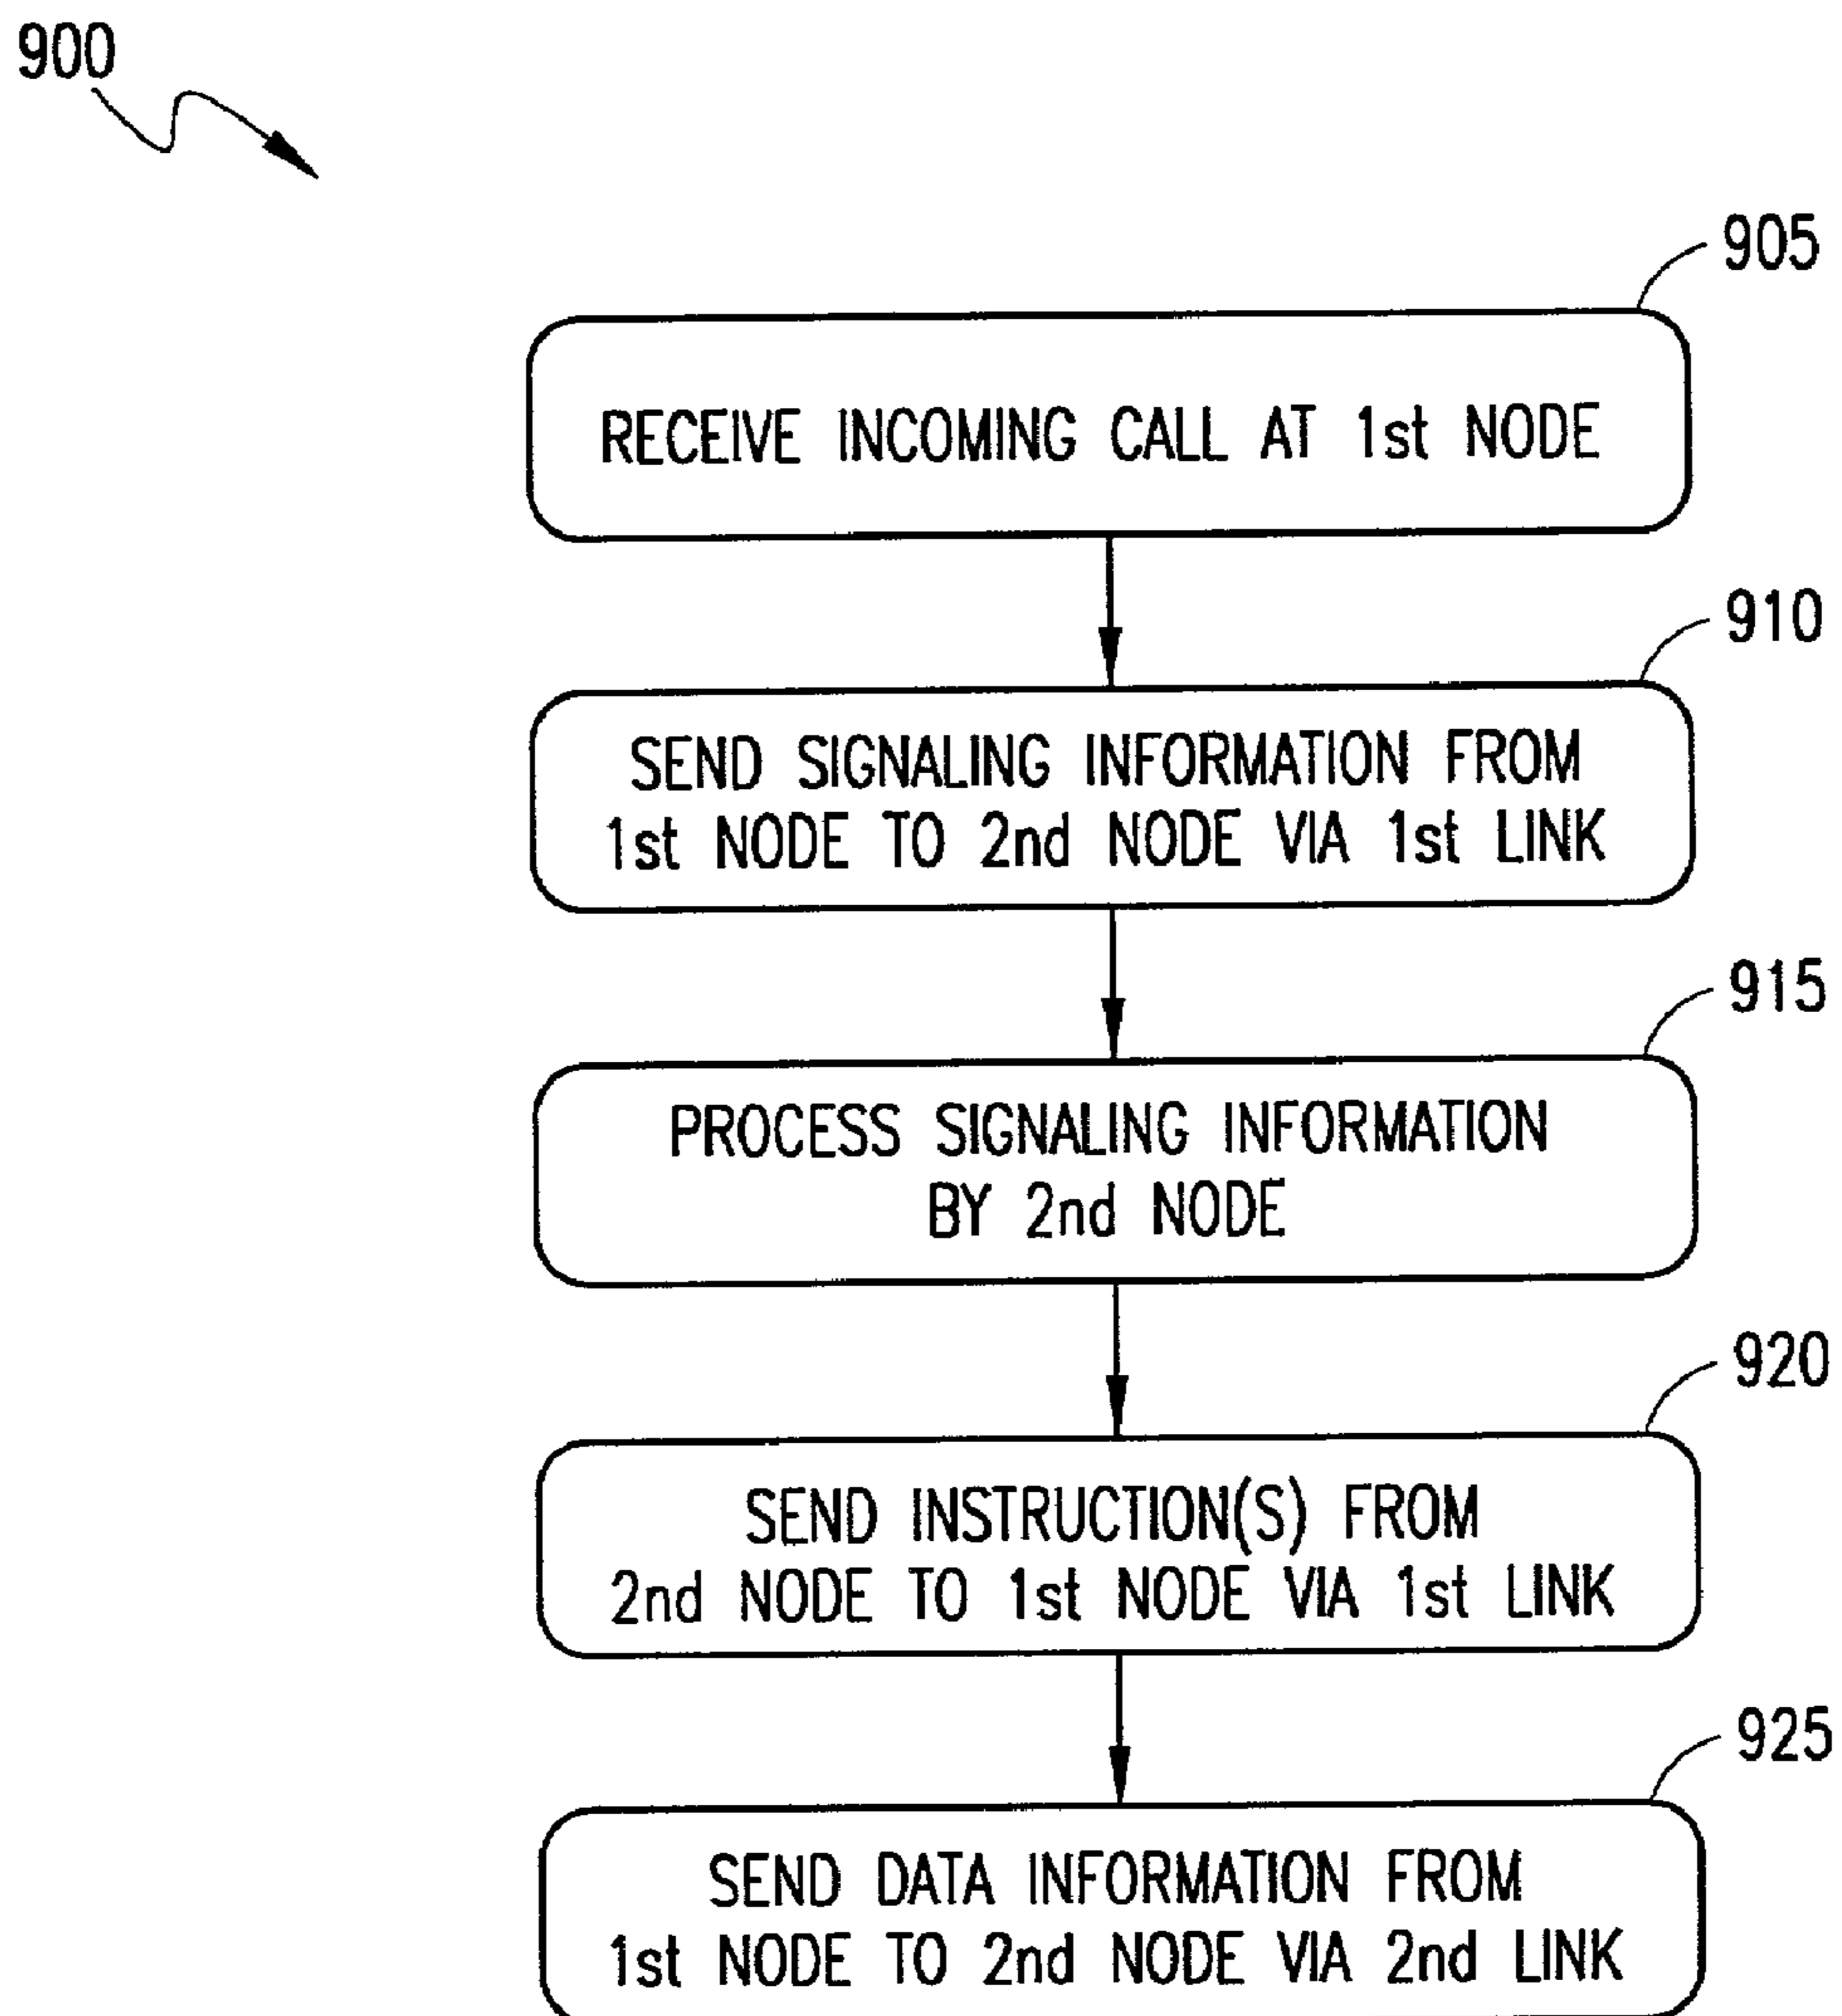 900
905
RECEIVE INCOMING CALL AT 1st NODE
910
SEND SIGNALING INFORMATION FROM
1st NODE TO 2nd NODE VIA 1st LINK
915
PROCESS SIGNALING INFORMATION
BY 2nd NODE
920
SEND INSTRUCTION(S) FROM
2nd NODE TO 1st NODE VIA 1st LINK
925
SEND DATA INFORMATION FROM
1st NODE TO 2nd NODE VIA 2nd LINK